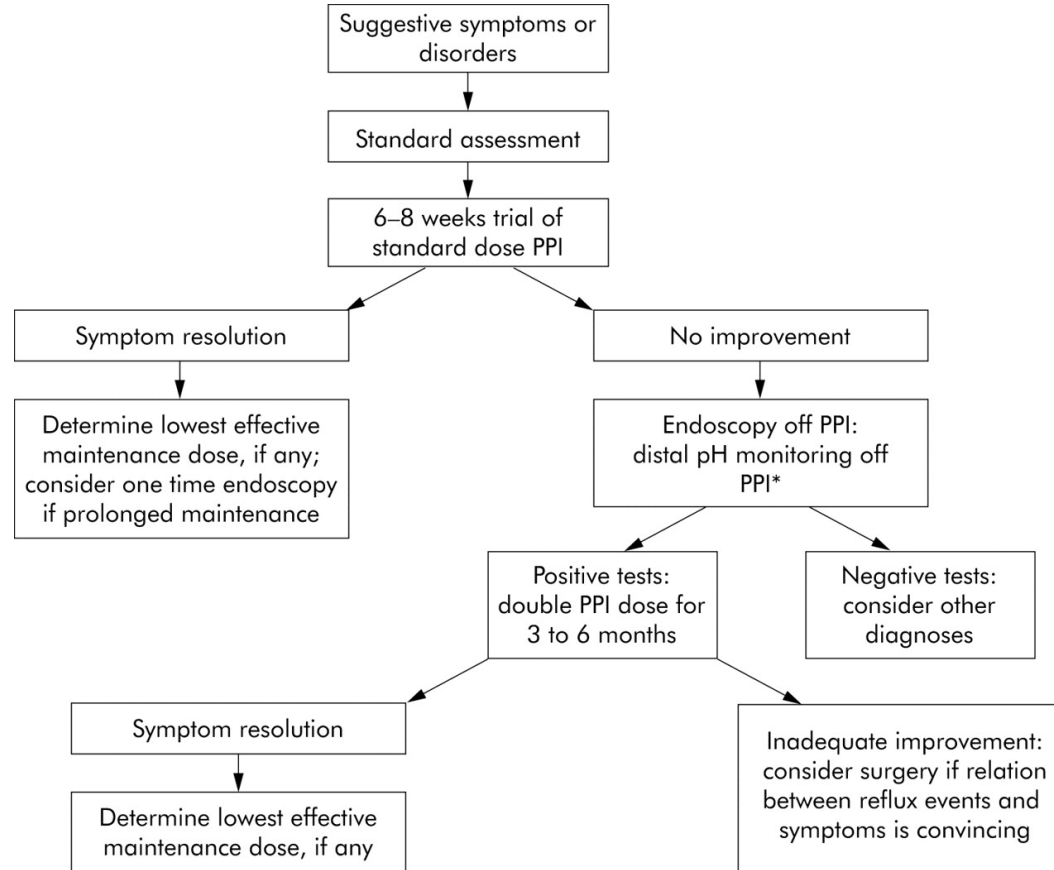 Suggestive symptoms or
disorders
Standard assessment
6–8 weeks trial of
standard dose PPI
Symptom resolution
No improvement
Determine lowest effective
maintenance dose, if any;
consider one time endoscopy
if prolonged maintenance
Endoscopy off PPI:
distal pH monitoring off
PPI*
Positive tests:
double PPI dose for
3 to 6 months
Negative tests:
consider other
diagnoses
Symptom resolution
Determine lowest effective
maintenance dose, if any
Inadequate improvement:
consider surgery if relation
between reflux events and
symptoms is convincing